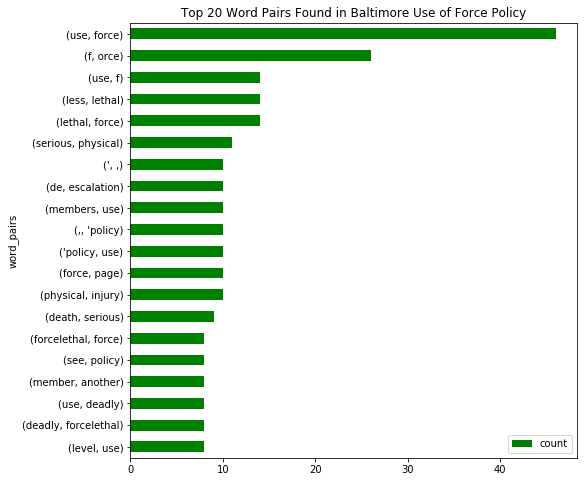 Top 20 Word Pairs Found in Baltimore Use of Force Policy
(use, force)
(f, orce)
(use, f)
(less, lethal)
(lethal, force)
(serious, physical)
(', ,)
(de, escalation)
(members, use)
(,, 'policy)
('policy, use)
(force, page)
(physical, injury)
(death, serious)
(forcelethal, force)
(see, policy)
(member, another)
(use, deadly)
(deadly, forcelethal)
(level, use)
word_pairs
count
0 10 20 30 40